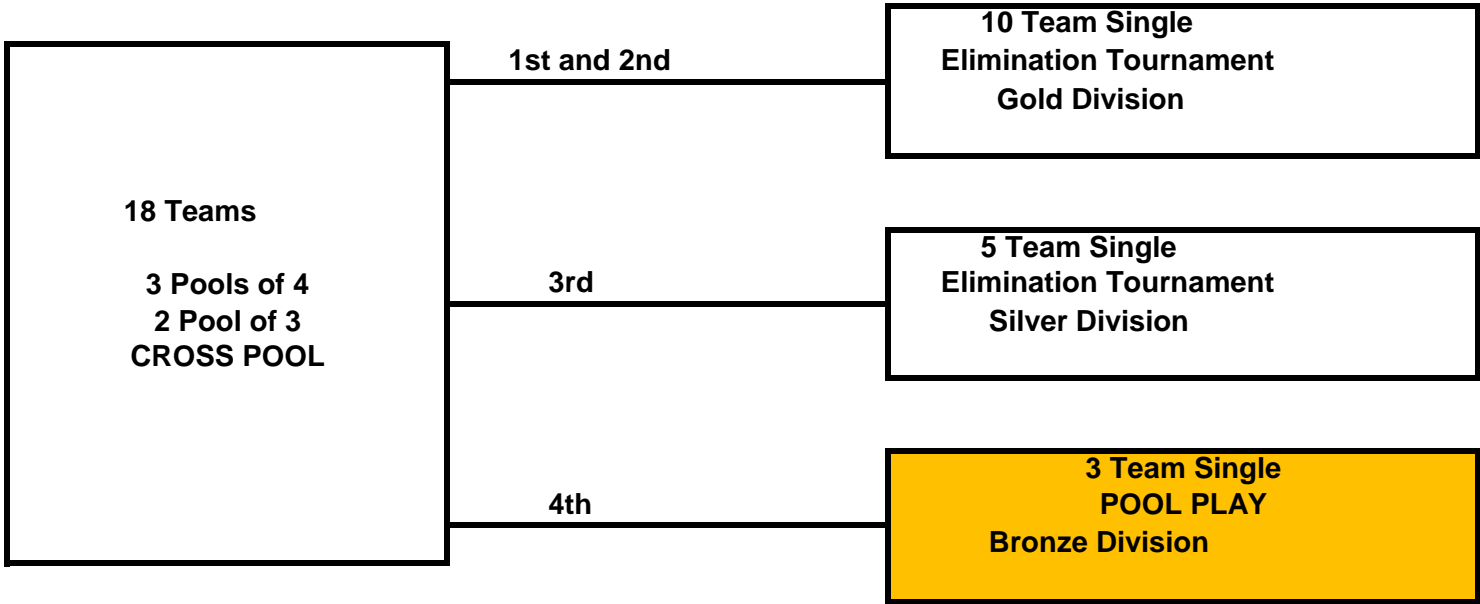 18 Teams
3 Pools of 4
2 Pool of 3
CROSS POOL
1st and 2nd
10 Team Single
Elimination Tournament
Gold Division
3rd
5 Team Single
Elimination Tournament
Silver Division
4th
3 Team Single
POOL PLAY
Bronze Division